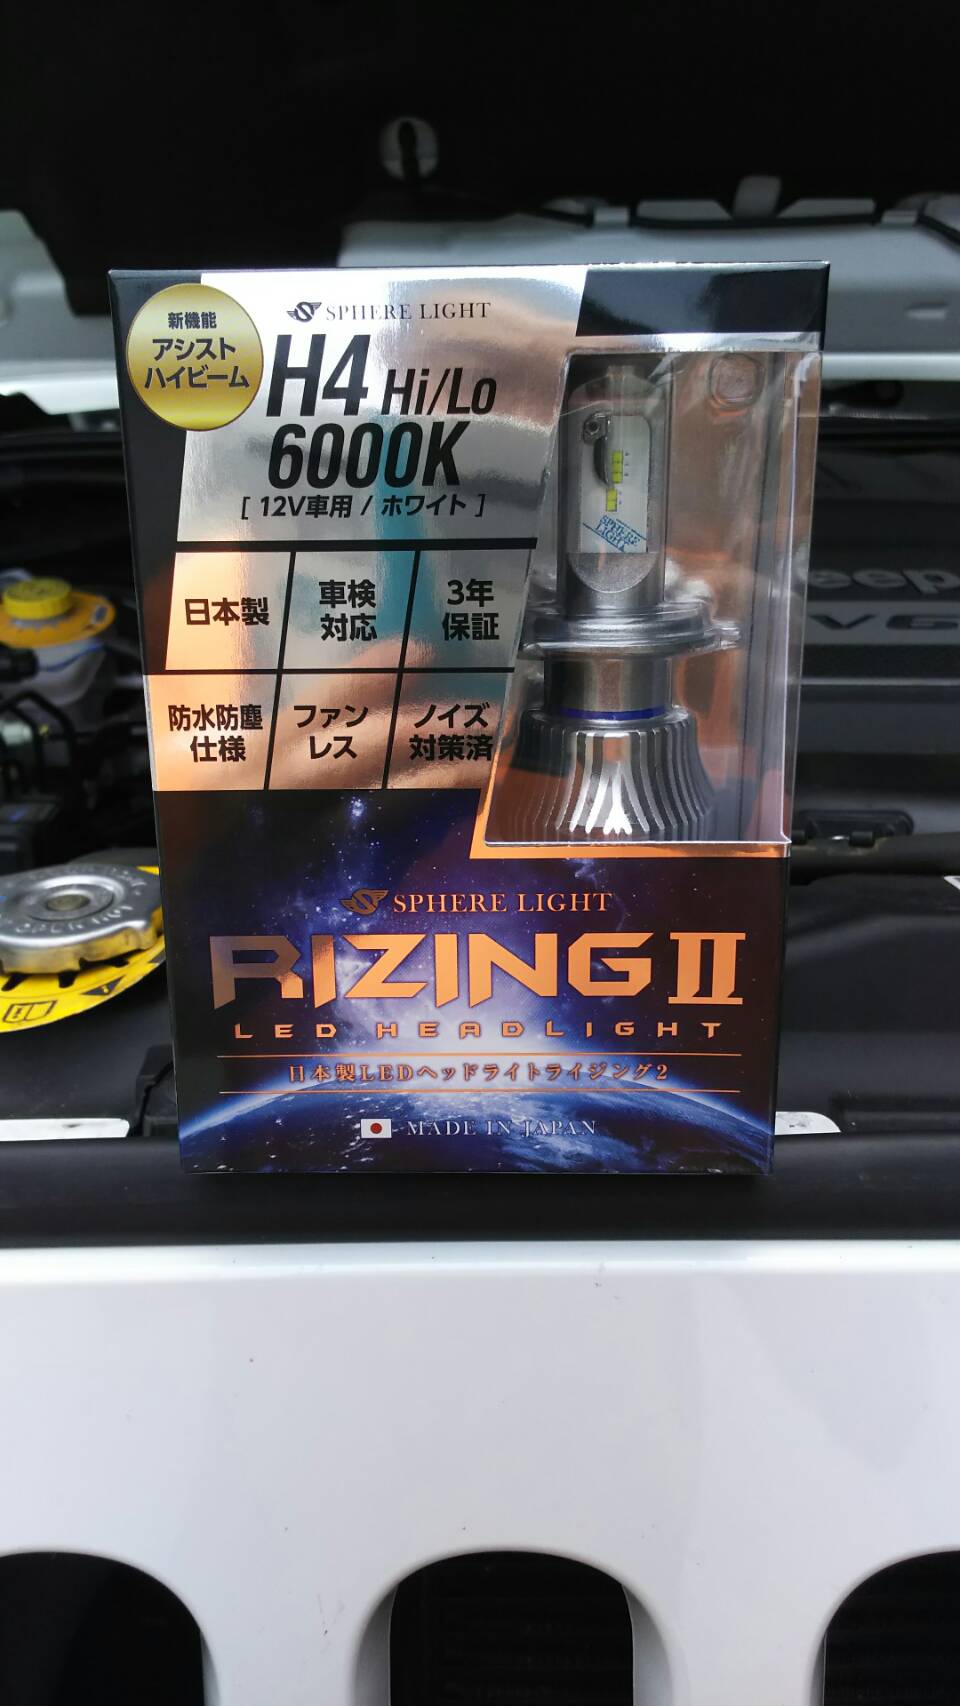 新機能
アシスト
ハイビーム
SPHERE LIGHT
H4 Hi/Lo
6000K
[ 12V車用 / ホワイト ]
日本製
車検
対応
3年
保証
防水防塵
仕様
ファン
レス
ノイズ
対策済
SPHERE
LIGHT
eep
V6
SPHERE LIGHT
RIZING II
LED HEADLIGHT
日本製LEDヘッドライトライジング2
MADE IN JAPAN